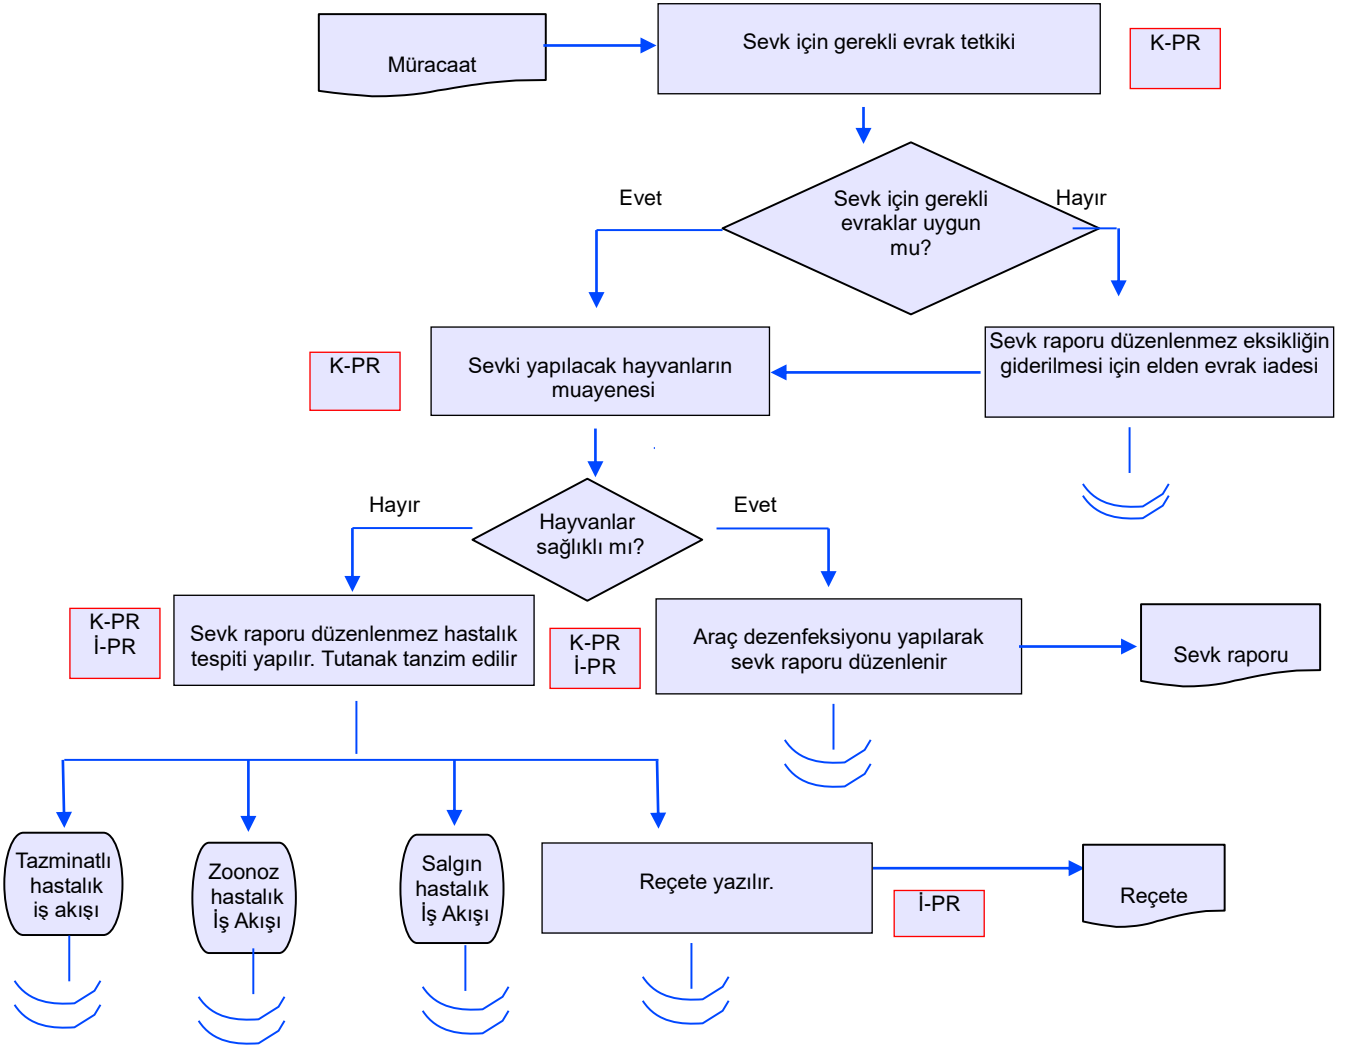 Müracaat
Sevk için gerekli evrak tetkiki
K-PR
Sevk için gerekli
evraklar uygun
mu?
Evet
Hayır
K-PR
Sevki yapılacak hayvanların
muayenesi
Sevk raporu düzenlenmez eksikliğin
giderilmesi için elden evrak iadesi
Hayır
Evet
Hayvanlar
sağlıklı mı?
K-PR
İ-PR
Sevk raporu düzenlenmez hastalık
tespiti yapılır. Tutanak tanzim edilir
K-PR
İ-PR
Araç dezenfeksiyonu yapılarak
sevk raporu düzenlenir
Sevk raporu
Tazminatlı
hastalık
iş akışı
Zoonoz
hastalık
İş Akışı
Salgın
hastalık
İş Akışı
Reçete yazılır.
İ-PR
Reçete